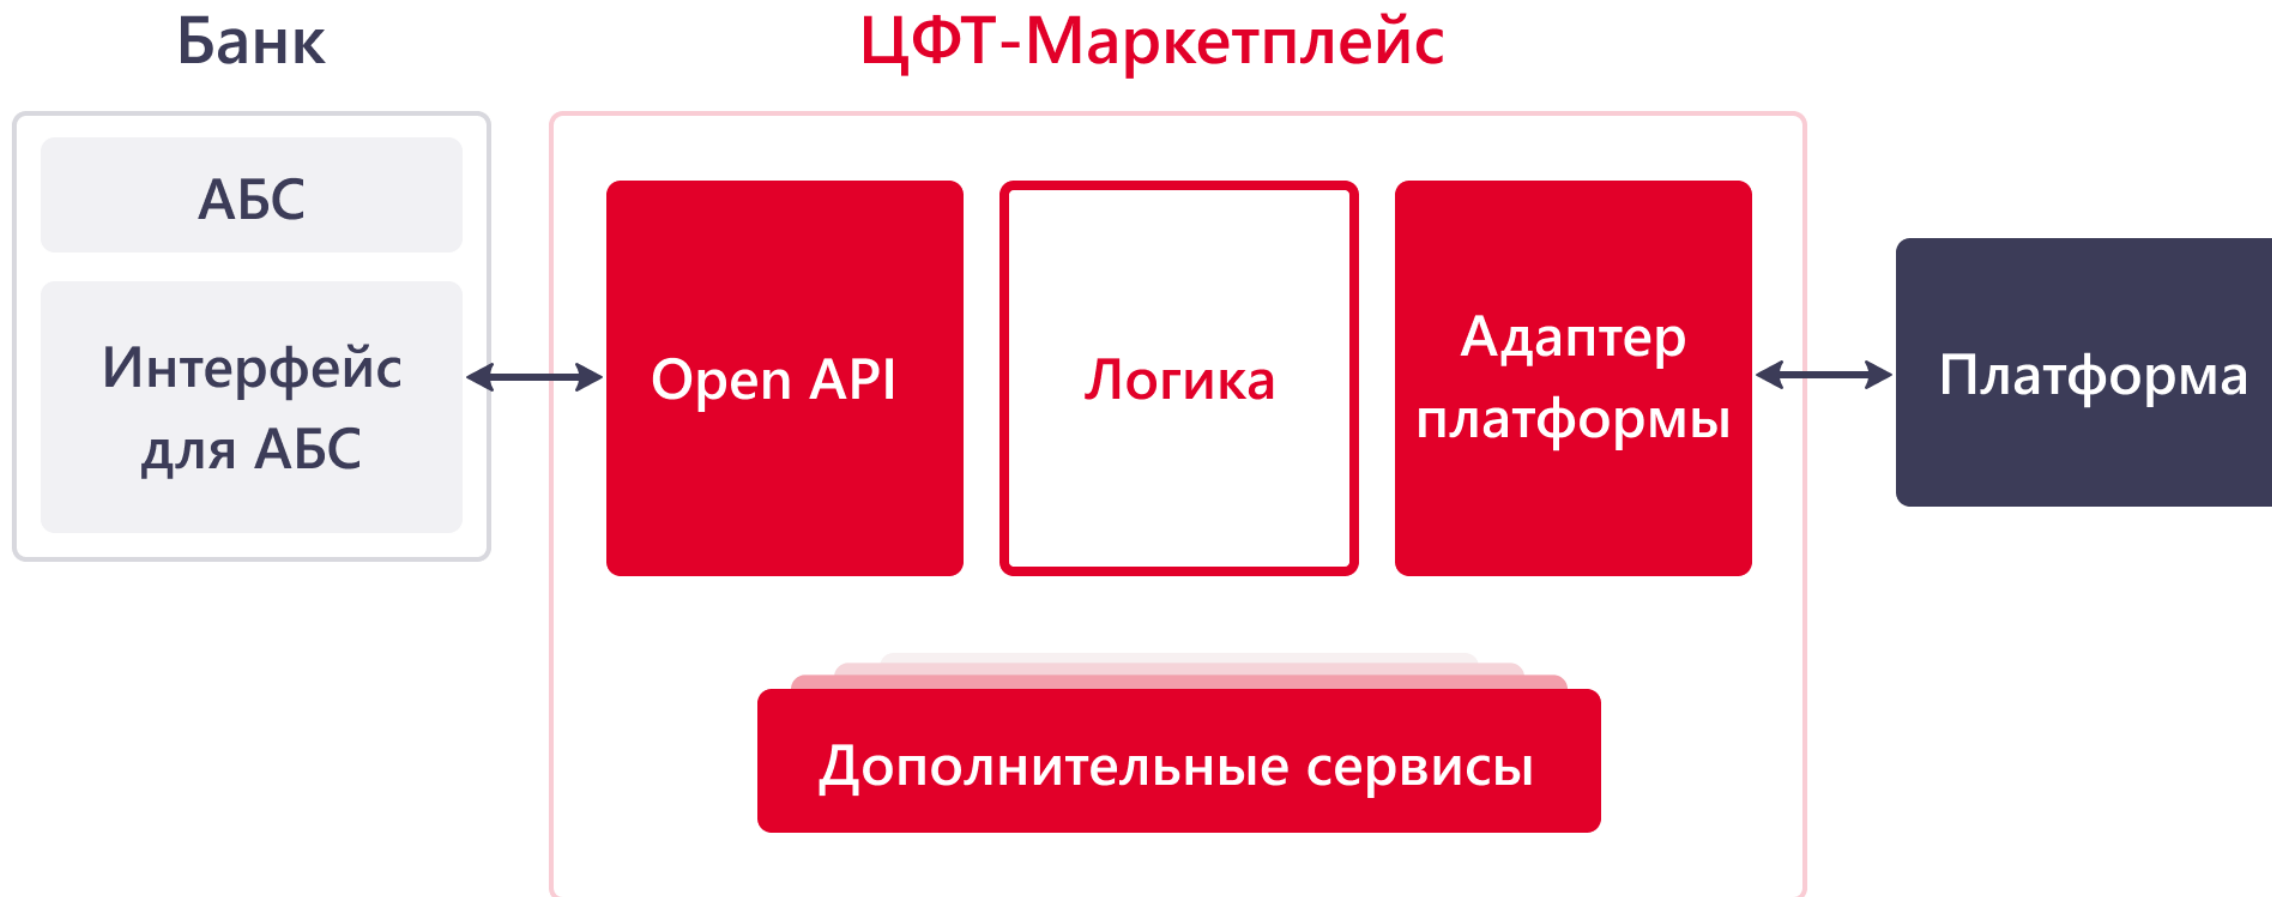 Банк
ЦФТ-Маркетплейс
АБС
Интерфейс
для АБС
Open API
Логика
Адаптер
платформы
Платформа
Дополнительные сервисы